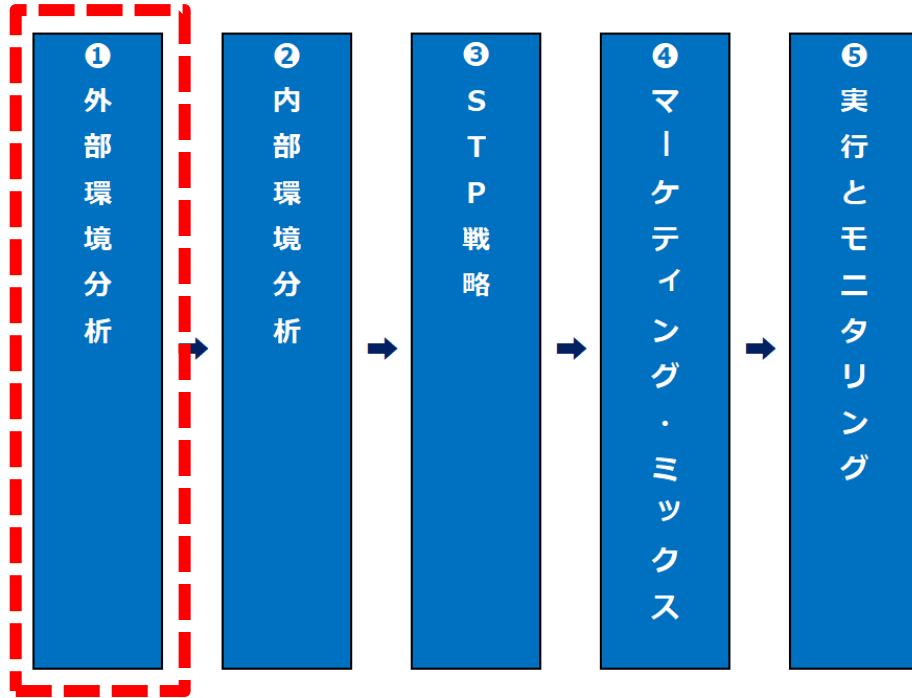 ❶外部環境分析
❷内部環境分析
❸STP戦略
❹マーケティング・ミックス
❺実行とモニタリング